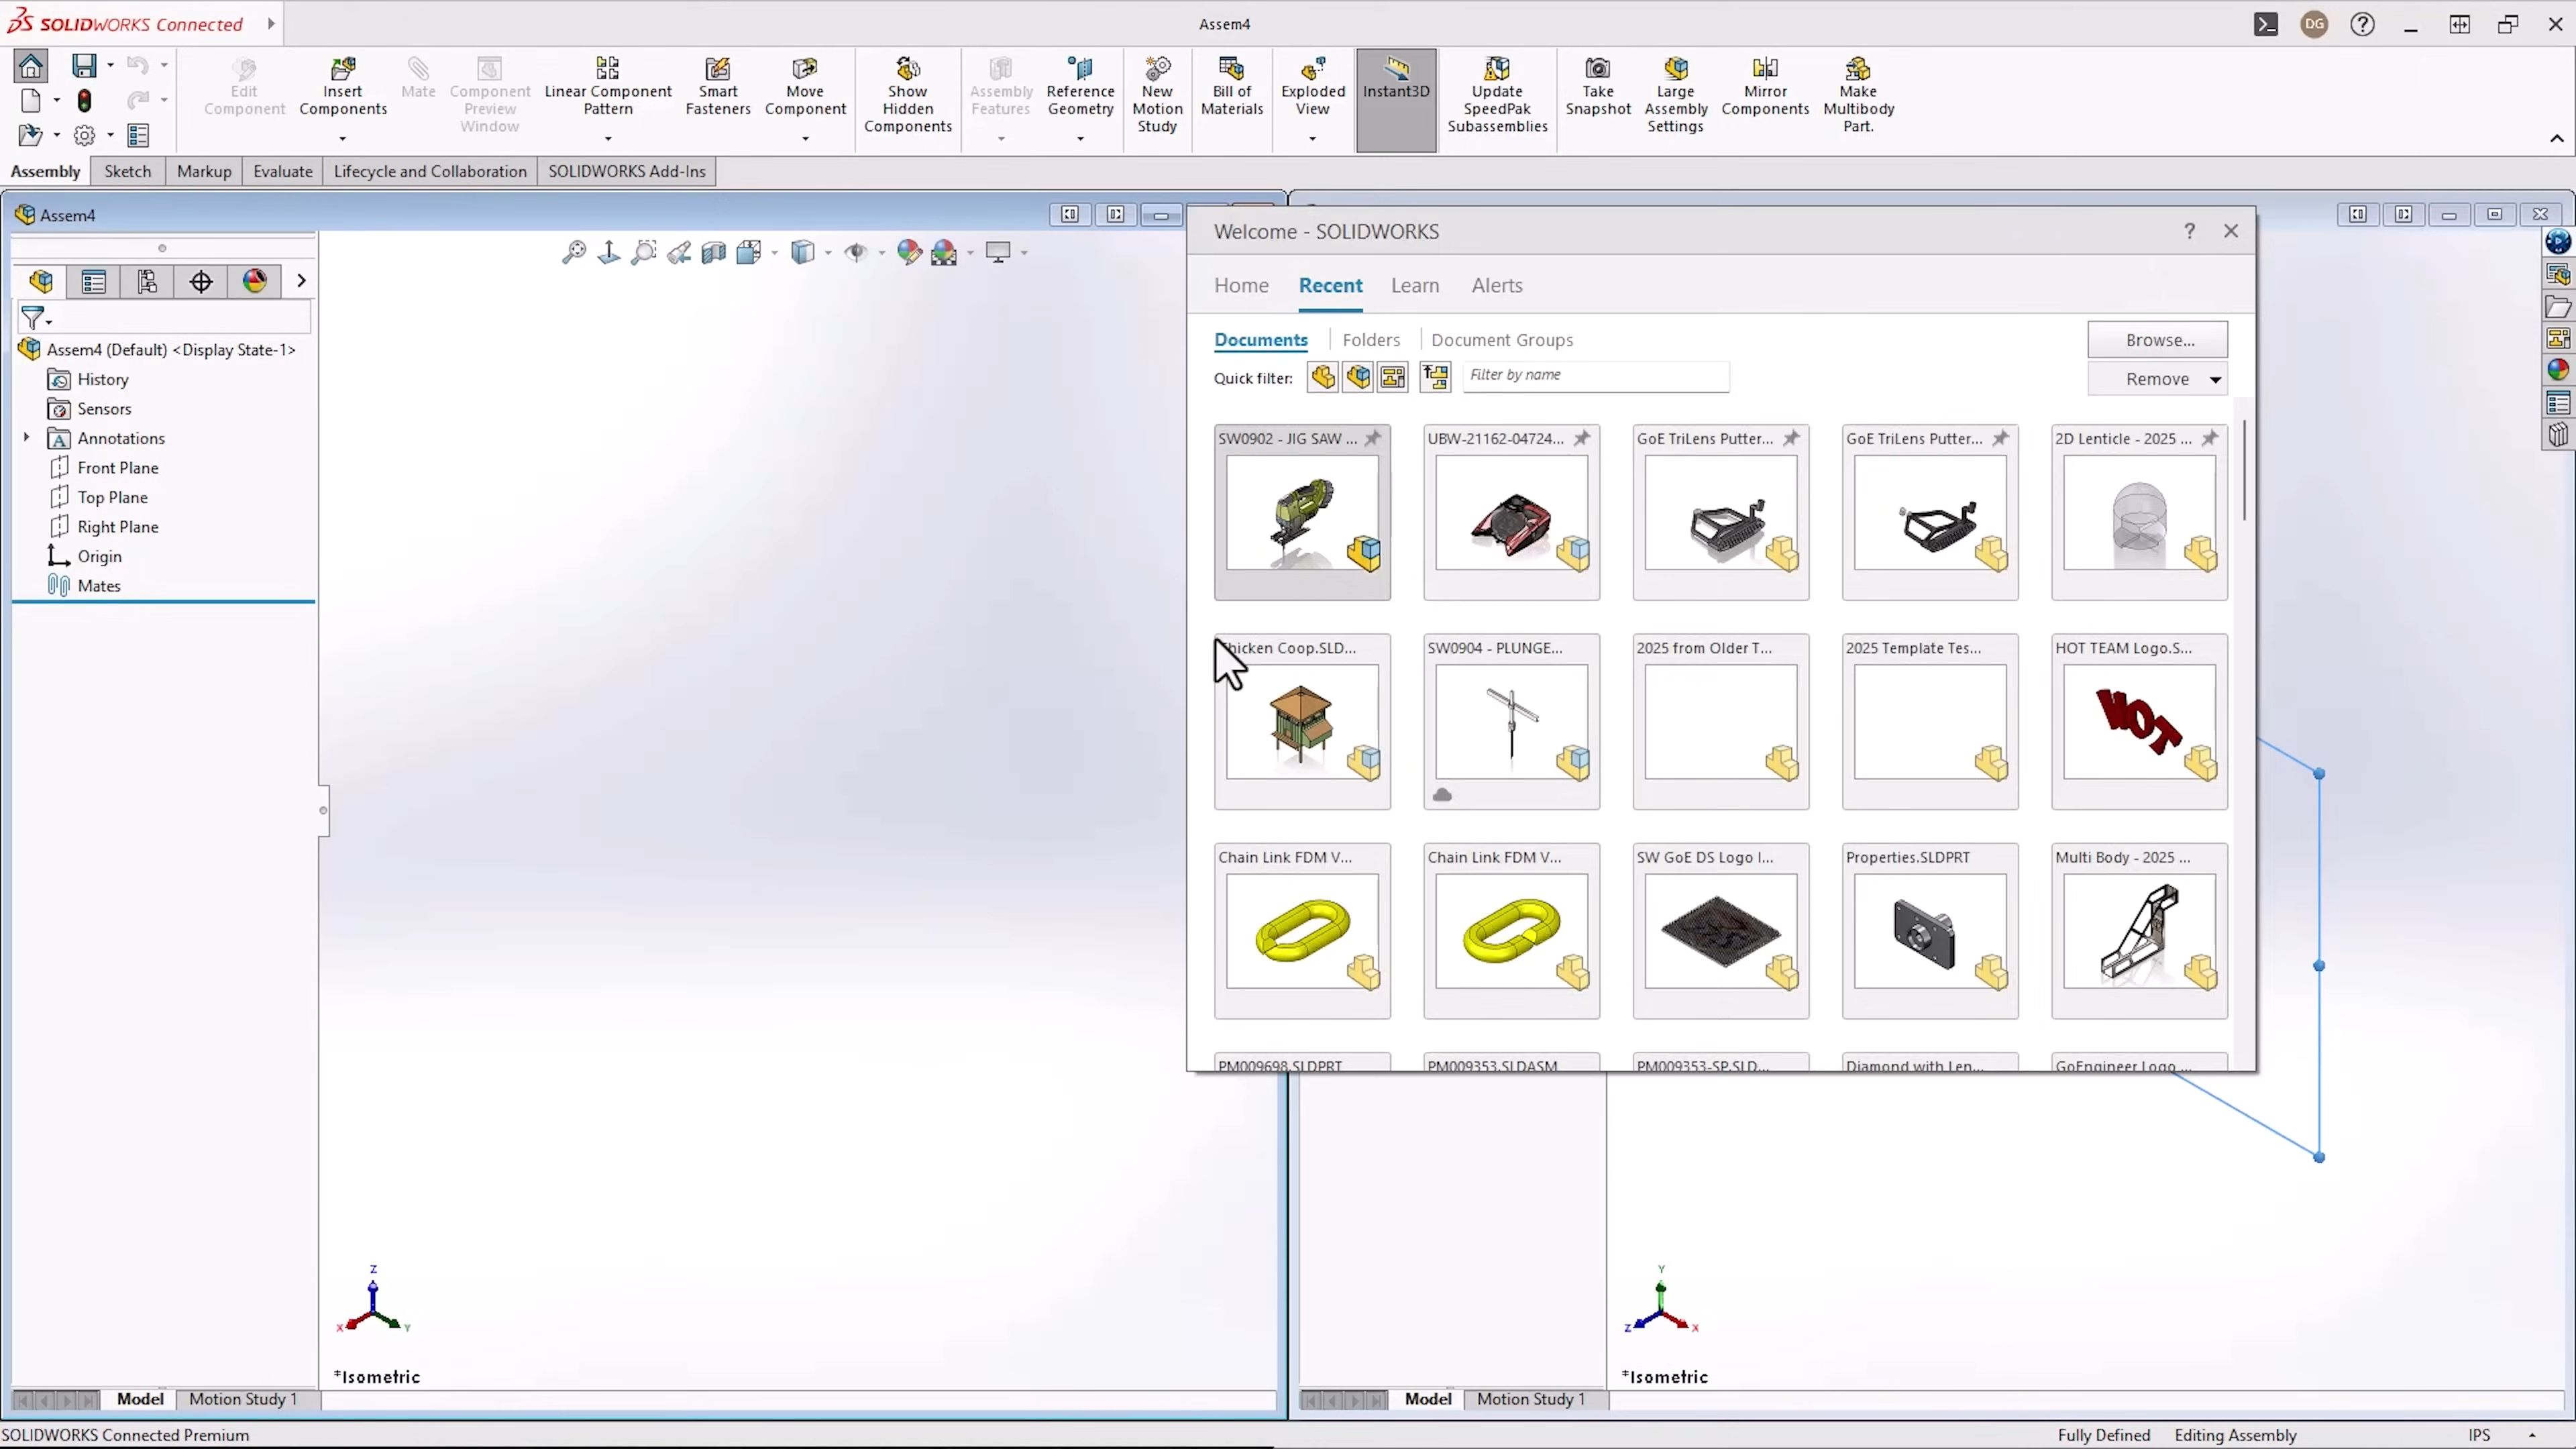 SOLIDWORKS Connected
Assem4
DG
Edit Component
Insert Components
Mate
Component Preview Window
Linear Component Pattern
Smart Fasteners
Move Component
Show Hidden Components
Assembly Features
Reference Geometry
New Motion Study
Bill of Materials
Exploded View
Instant3D
Update SpeedPak Subassemblies
Take Snapshot
Large Assembly Settings
Mirror Components
Make Multibody Part.
Assembly
Sketch
Markup
Evaluate
Lifecycle and Collaboration
SOLIDWORKS Add-Ins
Assem4
Assem4 (Default) <Display State-1>
History
Sensors
Annotations
Front Plane
Top Plane
Right Plane
Origin
Mates
Welcome - SOLIDWORKS
Home
Recent
Learn
Alerts
Documents
Folders
Document Groups
Browse...
Quick filter:
Filter by name
Remove
SW0902 - JIG SAW ...
UBW-21162-04724...
GoE TriLens Putter...
GoE TriLens Putter...
2D Lenticle - 2025 ...
hicken Coop.SLD...
SW0904 - PLUNGE...
2025 from Older T...
2025 Template Tes...
HOT TEAM Logo.S...
HOT
Chain Link FDM V...
Chain Link FDM V...
SW GoE DS Logo I...
Properties.SLDPRT
Multi Body - 2025 ...
PM009698.SLDPRT
PM009353.SLDASM
PM009353-SP.SLD...
Diamond with Len...
GoEngineer Logo ...
Z
X
Y
*Isometric
Y
Z
X
*Isometric
Model
Motion Study 1
Model
Motion Study 1
SOLIDWORKS Connected Premium
Fully Defined
Editing Assembly
IPS